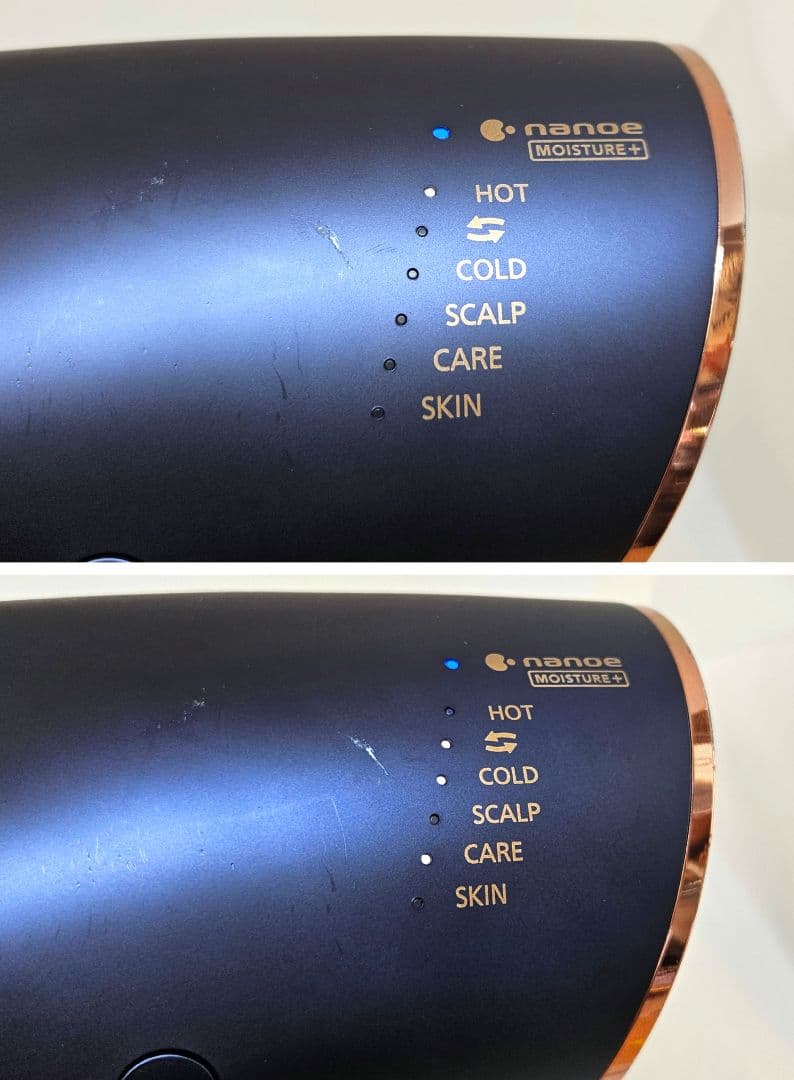 nanoe
MOISTURE+
HOT
COLD
SCALP
CARE
SKIN
nanoe
MOISTURE+
HOT
COLD
SCALP
CARE
SKIN